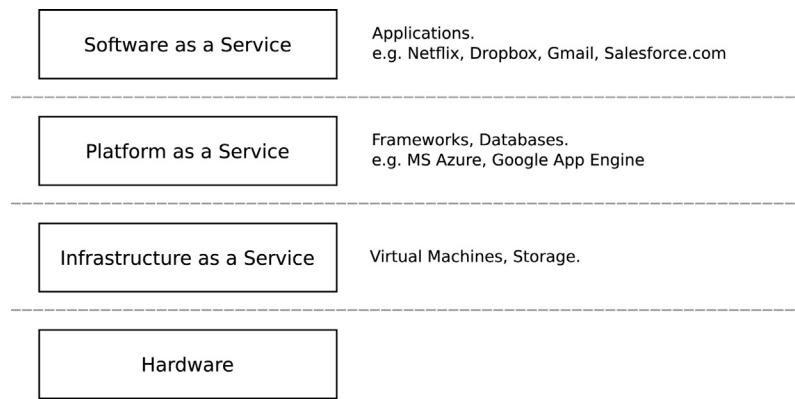 Software as a Service
Applications.
e.g. Netflix, Dropbox, Gmail, Salesforce.com
Platform as a Service
Frameworks, Databases.
e.g. MS Azure, Google App Engine
Infrastructure as a Service
Virtual Machines, Storage.
Hardware